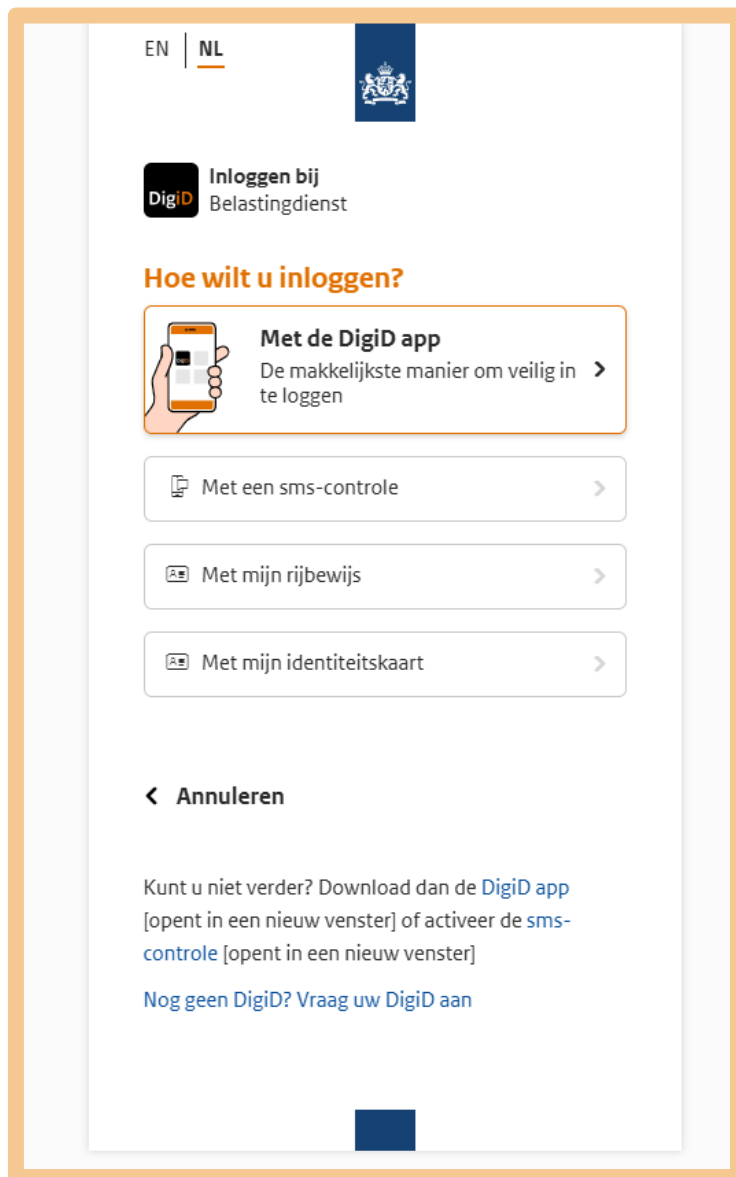 EN | NL
DigiD
Inloggen bij
Belastingdienst
Hoe wilt u inloggen?
Met de DigiD app
De makkelijkste manier om veilig in
te loggen
Met een sms-controle
Met mijn rijbewijs
Met mijn identiteitskaart
Annuleren
Kunt u niet verder? Download dan de DigiD app
[opent in een nieuw venster] of activeer de sms-
controle [opent in een nieuw venster]
Nog geen DigiD? Vraag uw DigiD aan